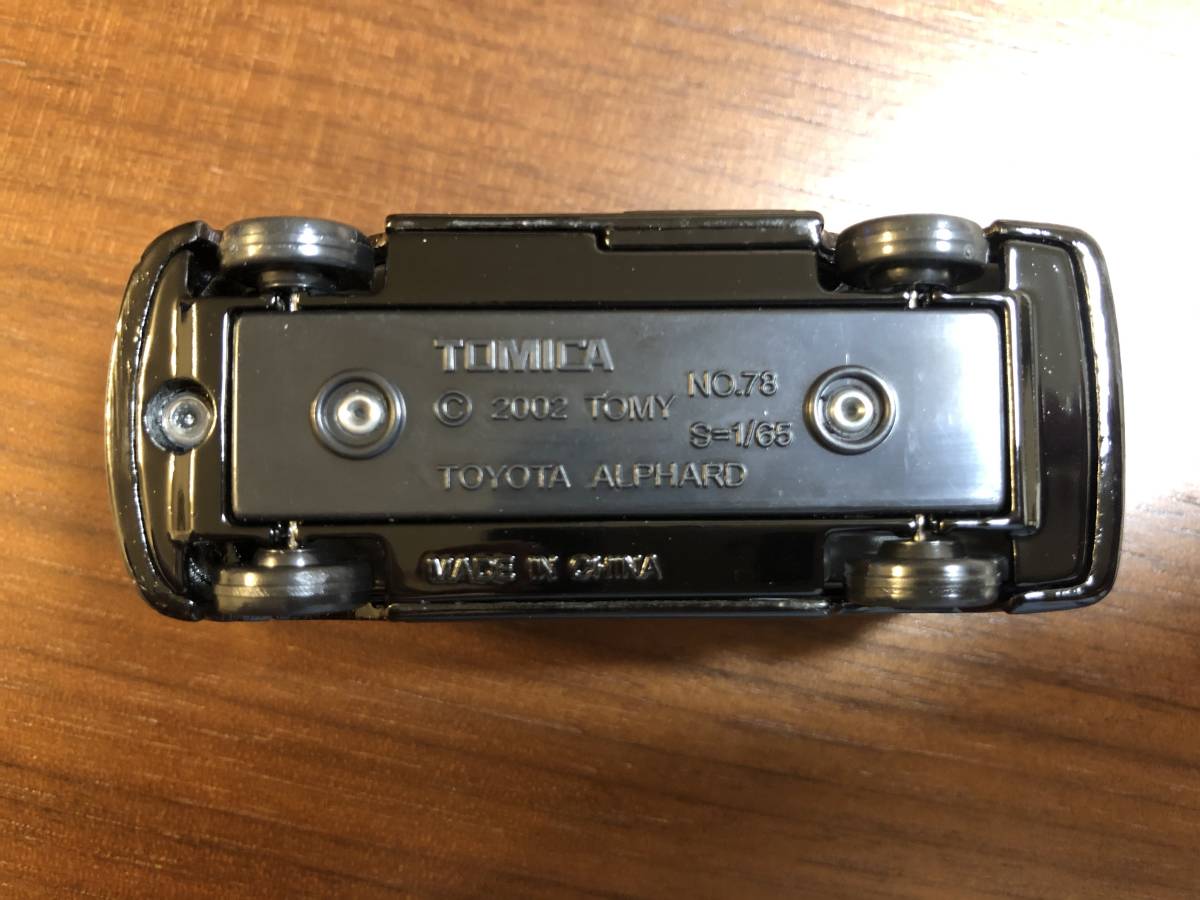 TOMICA
© 2002 TOMY NO.78
S=1/65
TOYOTA ALPHARD
MADE IN CHINA